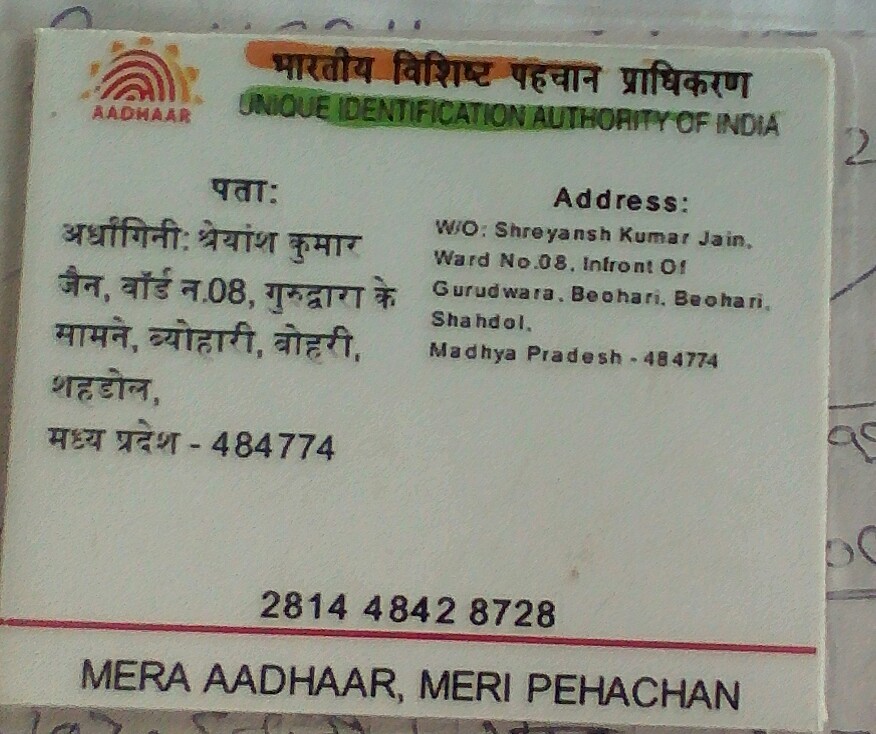 AADHAAR
भारतीय विशिष्ट पहचान प्राधिकरण
UNIQUE IDENTIFICATION AUTHORITY OF INDIA
पता:
अर्धांगिनी: श्रेयांश कुमार
जैन, वॉर्ड न.08, गुरुद्वारा के
सामने, ब्योहारी, बोहरी,
शहडोल,
मध्य प्रदेश - 484774
Address:
W/O: Shreyansh Kumar Jain,
Ward No.08, Infront Of
Gurudwara, Beohari, Beohari,
Shahdol,
Madhya Pradesh - 484774
2814 4842 8728
MERA AADHAAR, MERI PEHACHAN
2